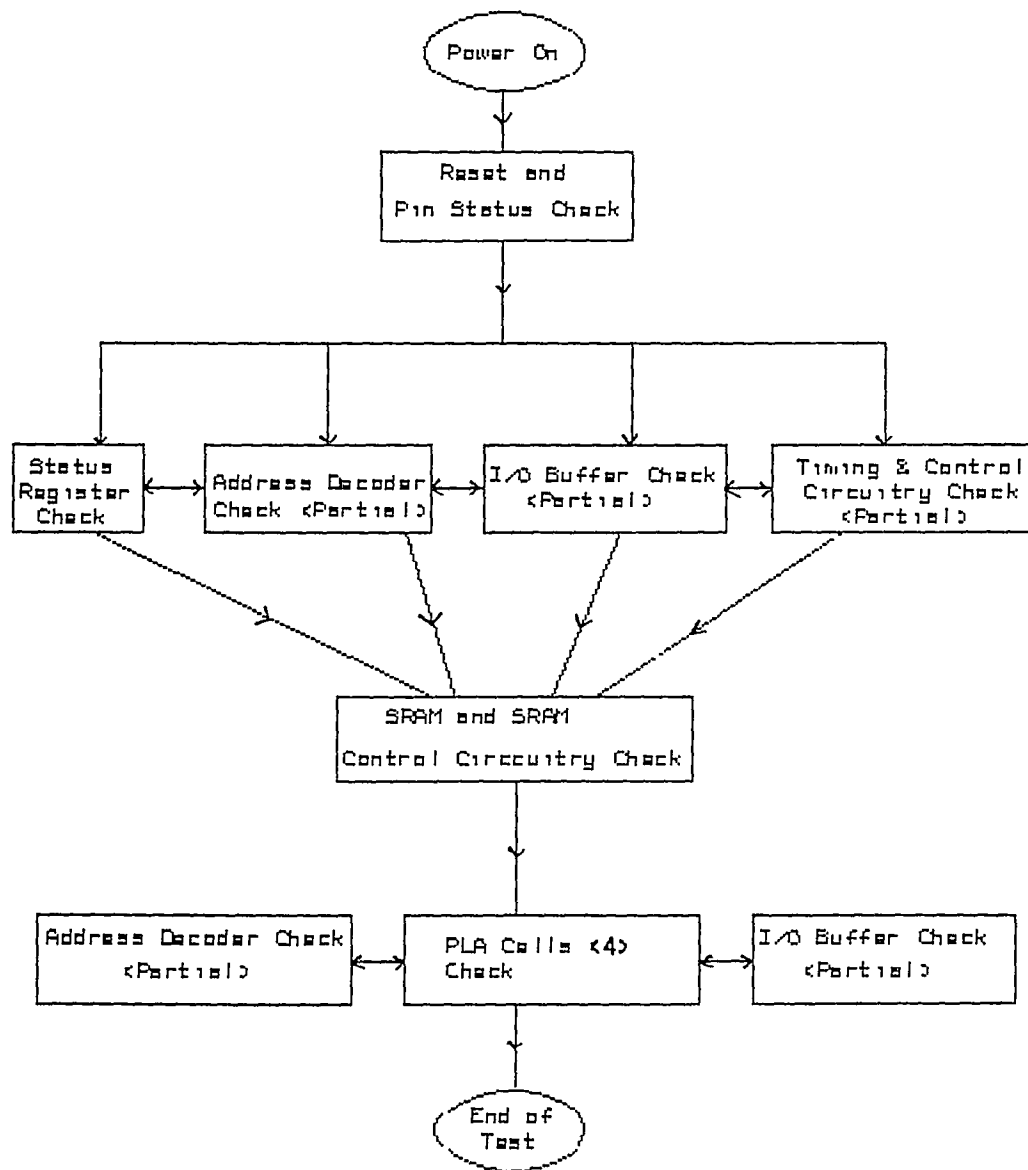 Power On
Reset and
Pin Status Check
Status
Register
Check
Address Decoder
Check (Partial)
I/O Buffer Check
(Partial)
Timing & Control
Circuitry Check
(Partial)
SRAM and SRAM
Control Circcuitry Check
Address Decoder Check
(Partial)
PLA Cells (4)
Check
I/O Buffer Check
(Partial)
End of
Test